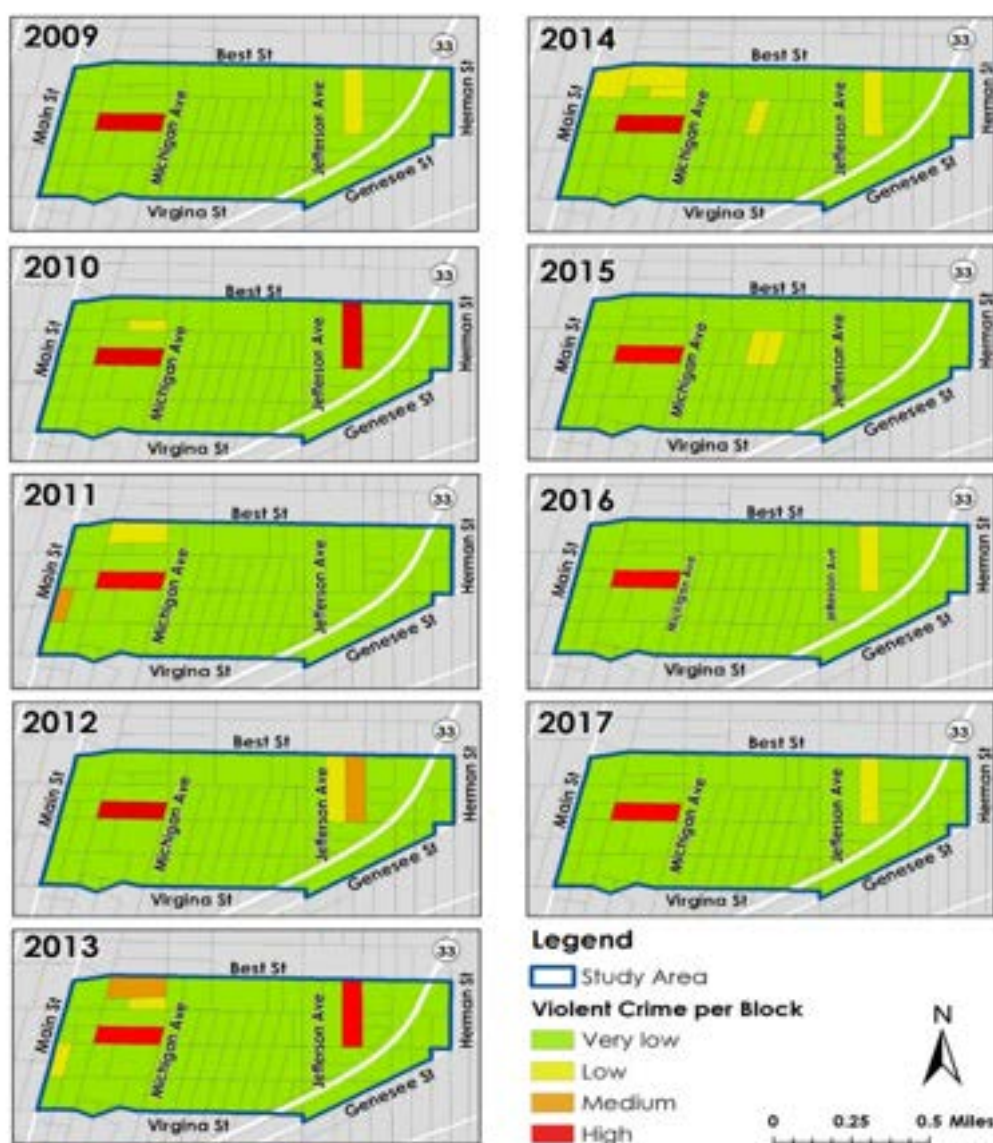 2009
Best St
33
Main St
Michigan Ave
Jefferson Ave
Herman St
Genesee St
Virgina St
2010
Best St
33
Main St
Michigan Ave
Jefferson Ave
Herman St
Genesee St
Virgina St
2011
Best St
33
Main St
Michigan Ave
Jefferson Ave
Herman St
Genesee St
Virgina St
2012
Best St
33
Main St
Michigan Ave
Jefferson Ave
Herman St
Genesee St
Virgina St
2013
Best St
33
Main St
Michigan Ave
Jefferson Ave
Herman St
Genesee St
Virgina St
2014
Best St
33
Main St
Michigan Ave
Jefferson Ave
Herman St
Genesee St
Virgina St
2015
Best St
33
Main St
Michigan Ave
Jefferson Ave
Herman St
Genesee St
Virgina St
2016
Best St
33
Main St
Michigan Ave
Jefferson Ave
Herman St
Genesee St
Virgina St
2017
Best St
33
Main St
Michigan Ave
Jefferson Ave
Herman St
Genesee St
Virgina St
Legend
Study Area
Violent Crime per Block
Very low
Low
Medium
High
N
0 0.25 0.5 Miles